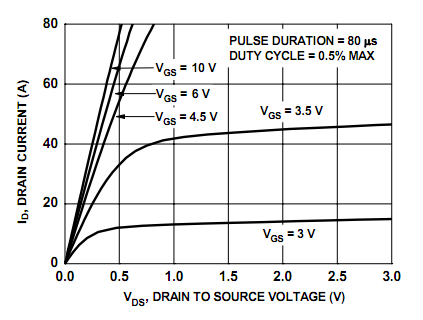 80
60
40
20
0
I_D, DRAIN CURRENT (A)
PULSE DURATION = 80 μs
DUTY CYCLE = 0.5% MAX
V_GS = 10 V
V_GS = 6 V
V_GS = 4.5 V
V_GS = 3.5 V
V_GS = 3 V
0.0 0.5 1.0 1.5 2.0 2.5 3.0
V_DS, DRAIN TO SOURCE VOLTAGE (V)